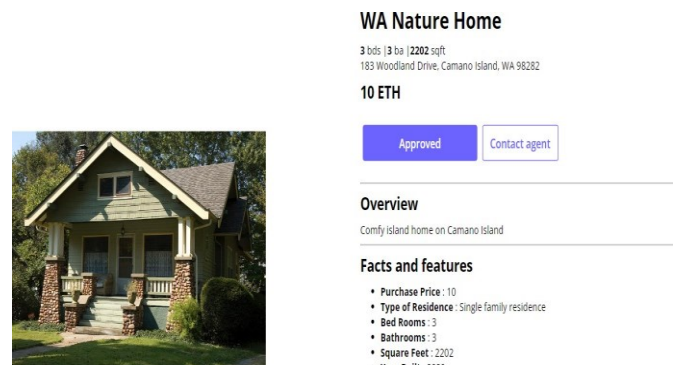 WA Nature Home
3 bds |3 ba |2202 sqft
183 Woodland Drive, Camano Island, WA 98282
10 ETH
Approved
Contact agent
Overview
Comfy island home on Camano Island
Facts and features
• Purchase Price : 10
• Type of Residence : Single family residence
• Bed Rooms : 3
• Bathrooms : 3
• Square Feet : 2202